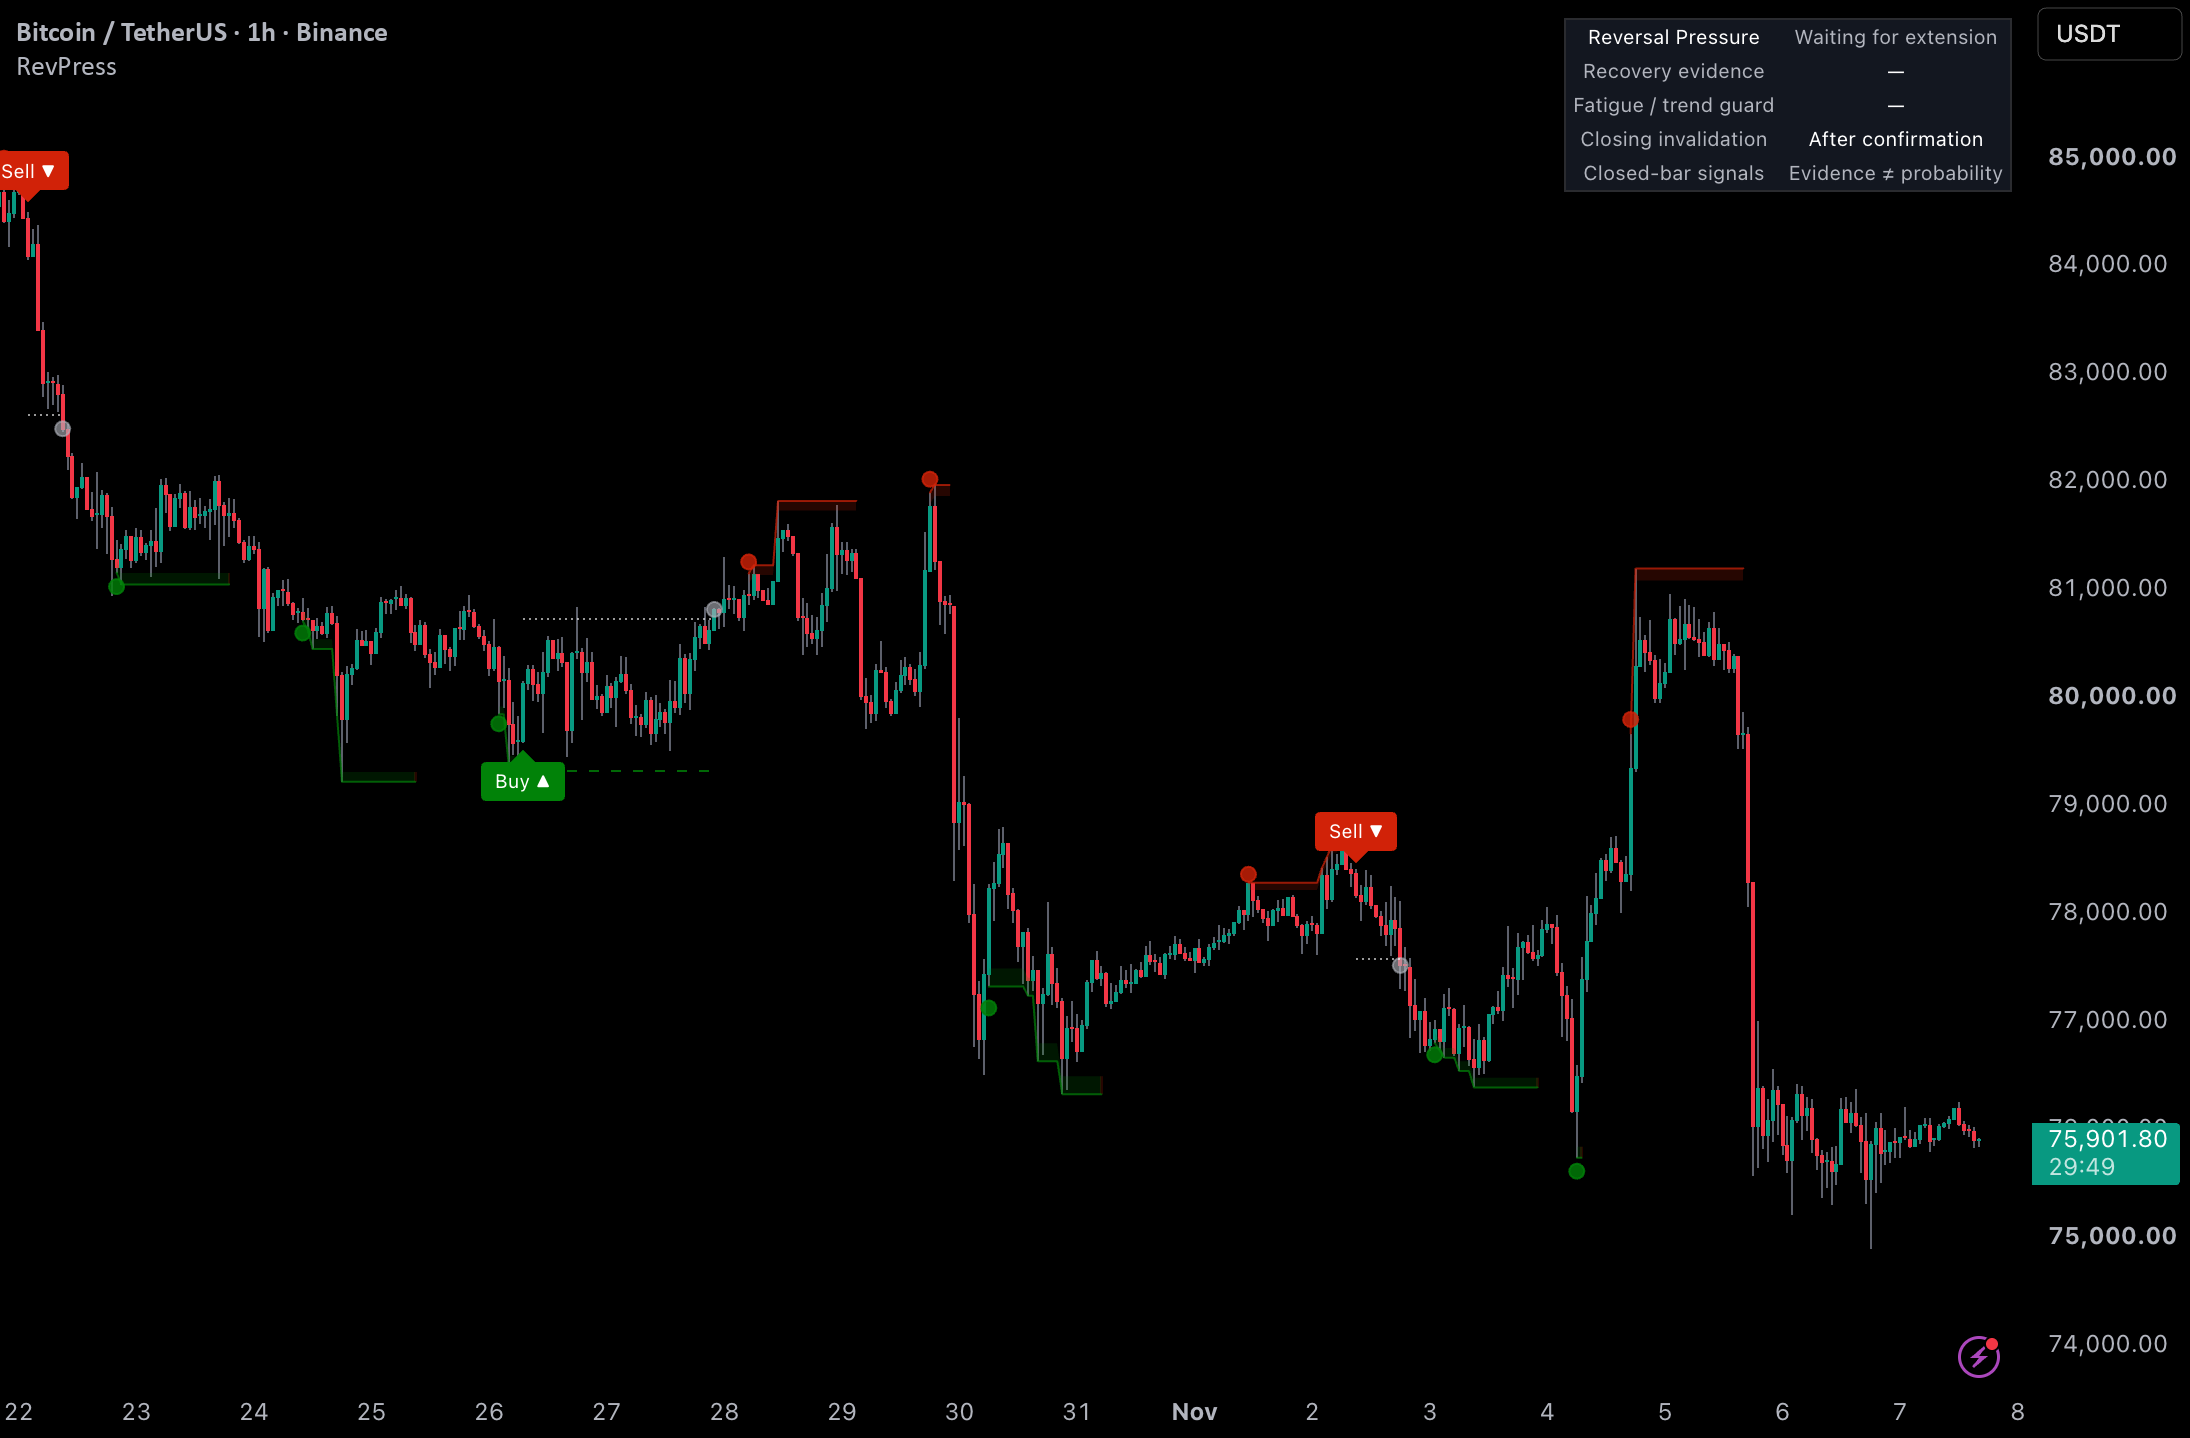 Bitcoin / TetherUS · 1h · Binance
RevPress
Reversal Pressure Waiting for extension
Recovery evidence —
Fatigue / trend guard —
Closing invalidation After confirmation
Closed-bar signals Evidence ≠ probability
USDT
Sell ▼
Buy ▲
Sell ▼
85,000.00
84,000.00
83,000.00
82,000.00
81,000.00
80,000.00
79,000.00
78,000.00
77,000.00
75,901.80
29:49
75,000.00
74,000.00
22 23 24 25 26 27 28 29 30 31 Nov 2 3 4 5 6 7 8